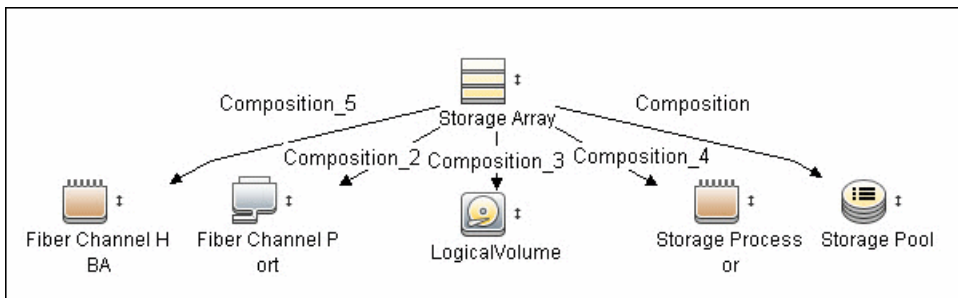 Storage Array
Composition_5
Composition
Composition_2
Composition_3
Composition_4
Fiber Channel H
BA
Fiber Channel P
ort
LogicalVolume
Storage Process
or
Storage Pool